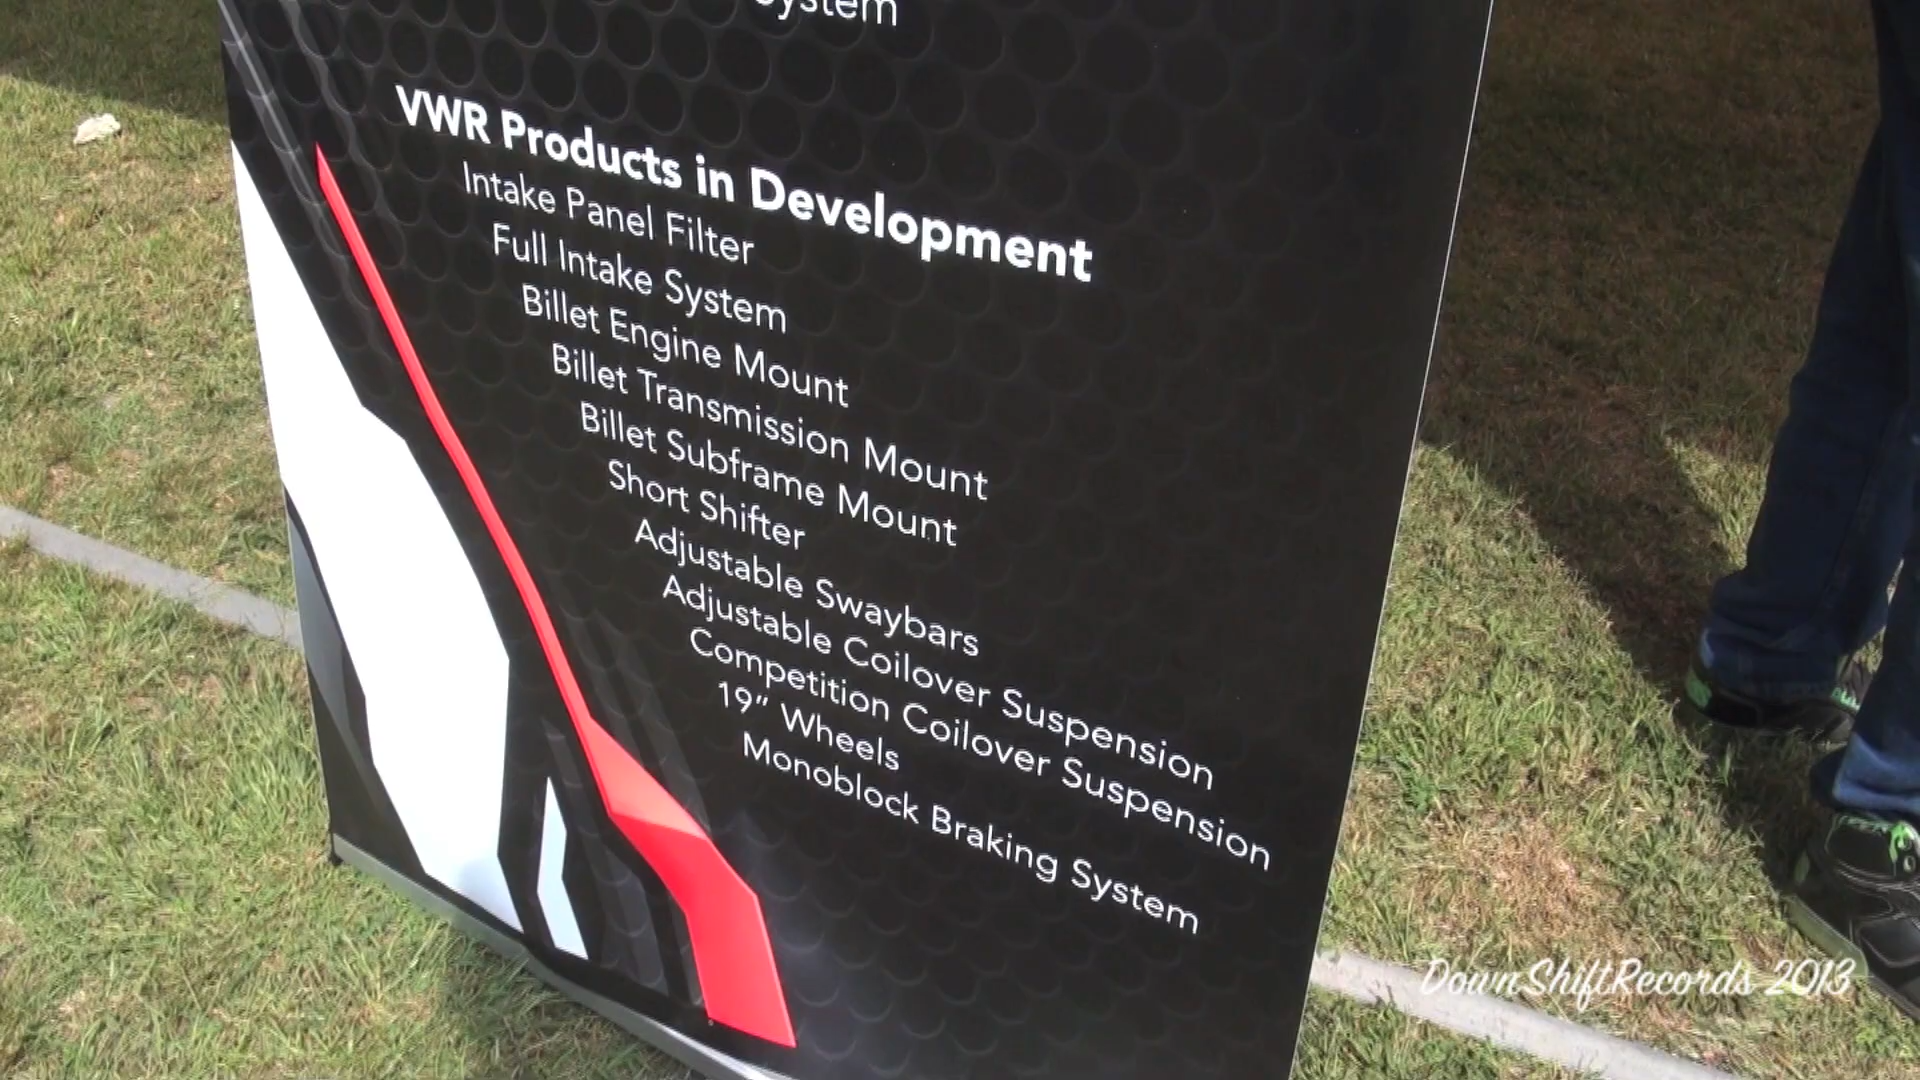 System
VWR Products in Development
Intake Panel Filter
Full Intake System
Billet Engine Mount
Billet Transmission Mount
Billet Subframe Mount
Short Shifter
Adjustable Swaybars
Adjustable Coilover Suspension
Competition Coilover Suspension
19” Wheels
Monoblock Braking System
DownShiftRecords 2013